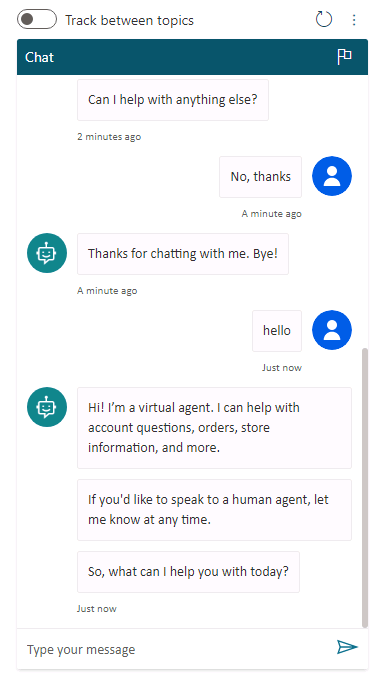 Track between topics
Chat
Can I help with anything else?
2 minutes ago
No, thanks
A minute ago
Thanks for chatting with me. Bye!
A minute ago
hello
Just now
Hi! I’m a virtual agent. I can help with
account questions, orders, store
information, and more.
If you'd like to speak to a human agent, let
me know at any time.
So, what can I help you with today?
Just now
Type your message